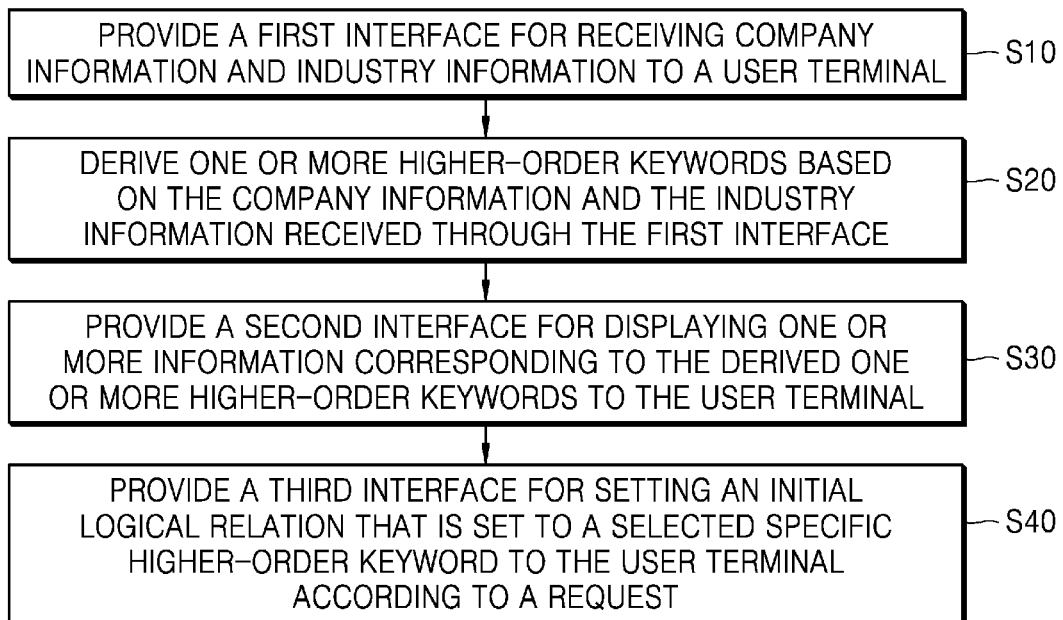 PROVIDE A FIRST INTERFACE FOR RECEIVING COMPANY
INFORMATION AND INDUSTRY INFORMATION TO A USER TERMINAL
S10
DERIVE ONE OR MORE HIGHER-ORDER KEYWORDS BASED
ON THE COMPANY INFORMATION AND THE INDUSTRY
INFORMATION RECEIVED THROUGH THE FIRST INTERFACE
S20
PROVIDE A SECOND INTERFACE FOR DISPLAYING ONE OR
MORE INFORMATION CORRESPONDING TO THE DERIVED ONE
OR MORE HIGHER-ORDER KEYWORDS TO THE USER TERMINAL
S30
PROVIDE A THIRD INTERFACE FOR SETTING AN INITIAL
LOGICAL RELATION THAT IS SET TO A SELECTED SPECIFIC
HIGHER-ORDER KEYWORD TO THE USER TERMINAL
ACCORDING TO A REQUEST
S40